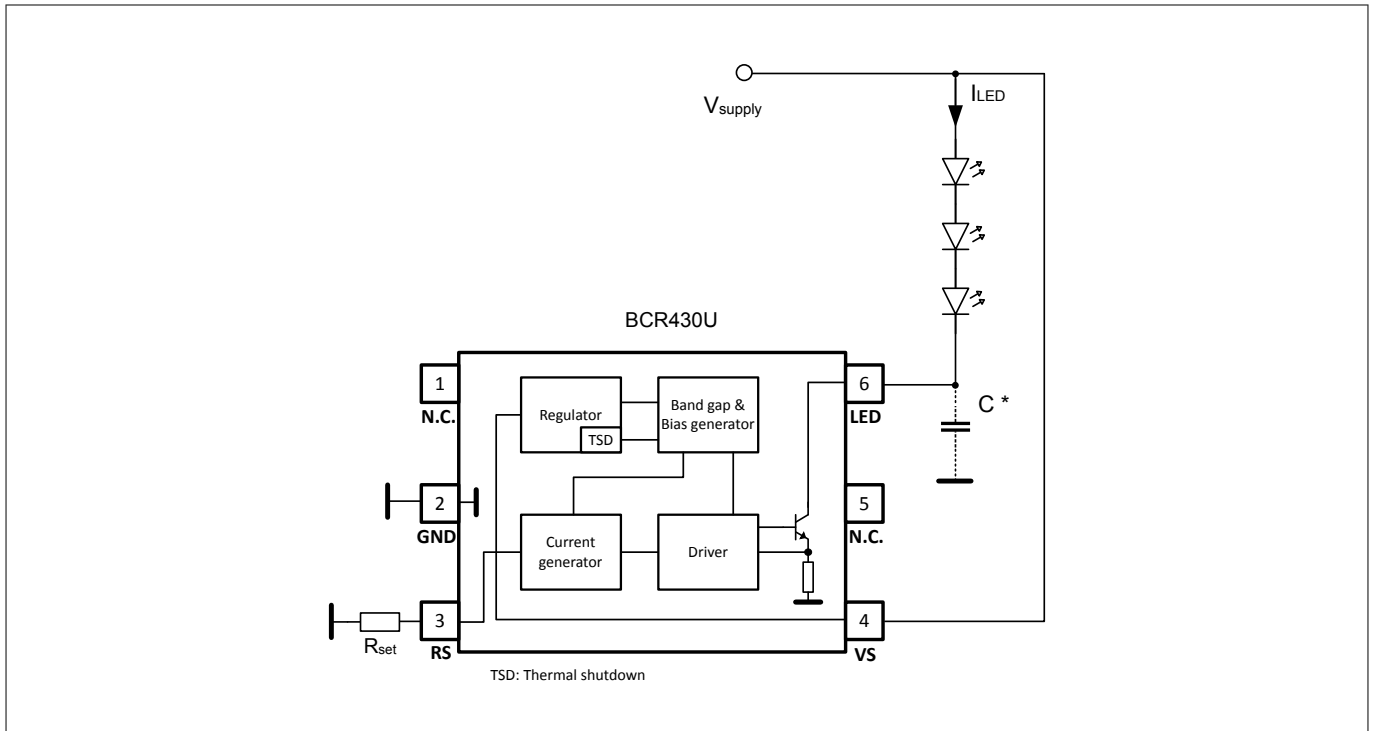 Vsupply
ILED
BCR430U
1
N.C.
Regulator
TSD
Band gap &
Bias generator
6
LED
C *
2
GND
5
N.C.
Current
generator
Driver
Rset
3
RS
4
VS
TSD: Thermal shutdown